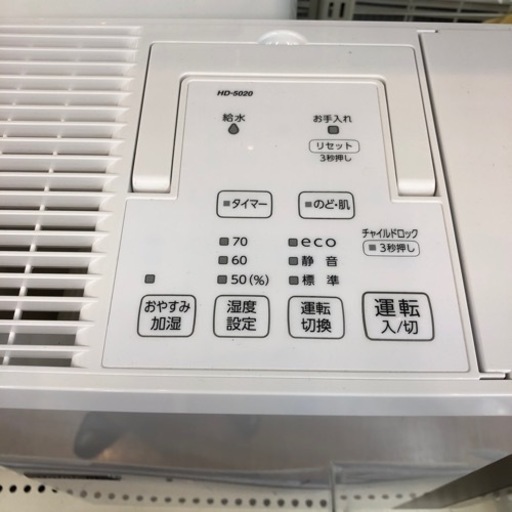 HD-5020
給水
お手入れ
リセット
3秒押し
タイマー
のど・肌
チャイルドロック
3秒押し
70
60
50(%)
eco
静音
標準
おやすみ
加湿
湿度
設定
運転
切換
運転
入/切